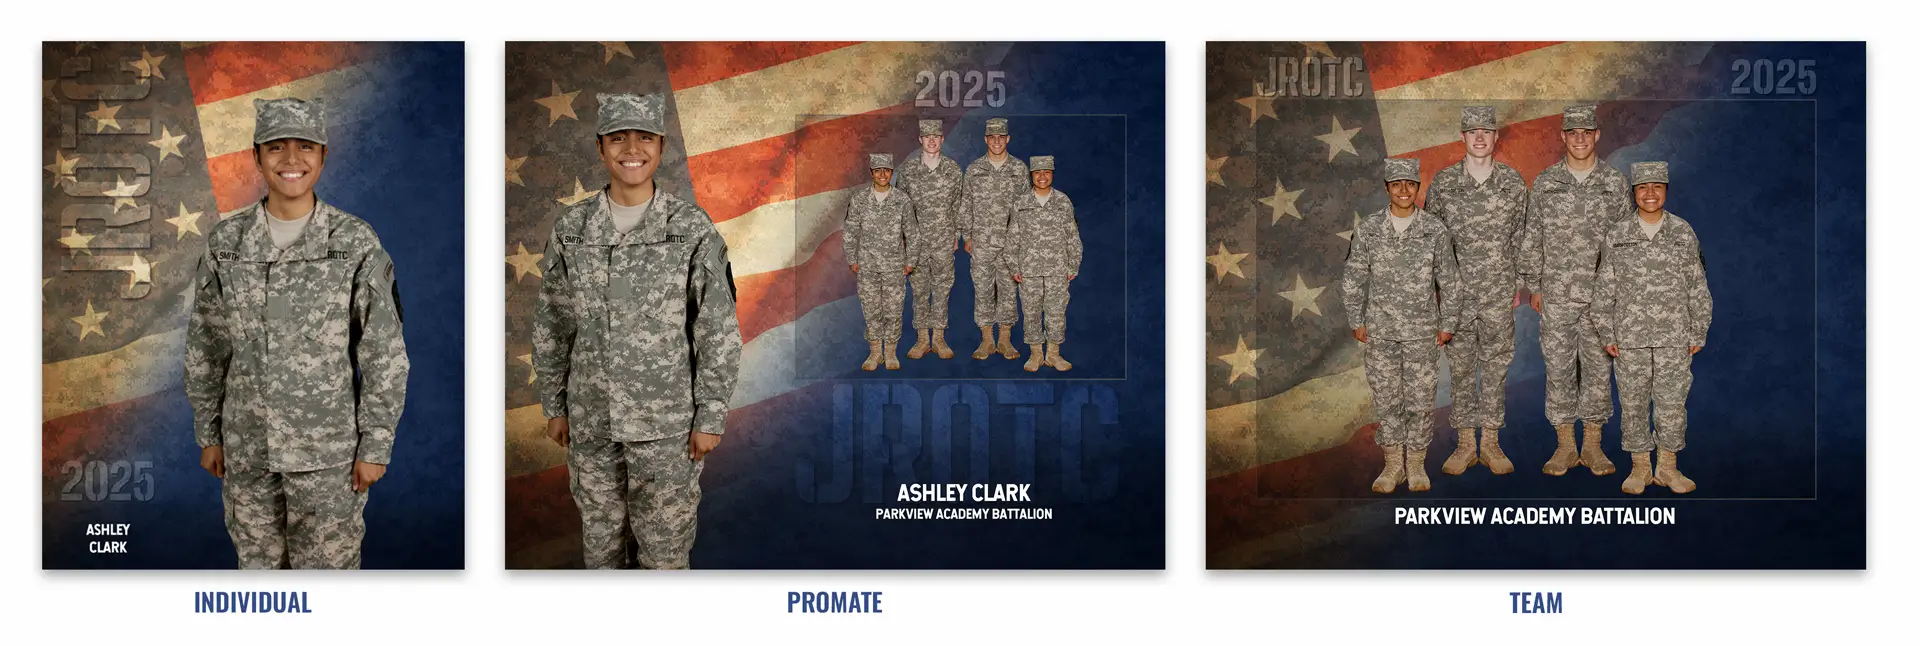 JROTC
2025
ASHLEY
CLARK
SMITH
ROTC
INDIVIDUAL
2025
SMITH
ROTC
JROTC
ASHLEY CLARK
PARKVIEW ACADEMY BATTALION
PROMATE
JROTC
2025
PARKVIEW ACADEMY BATTALION
TEAM